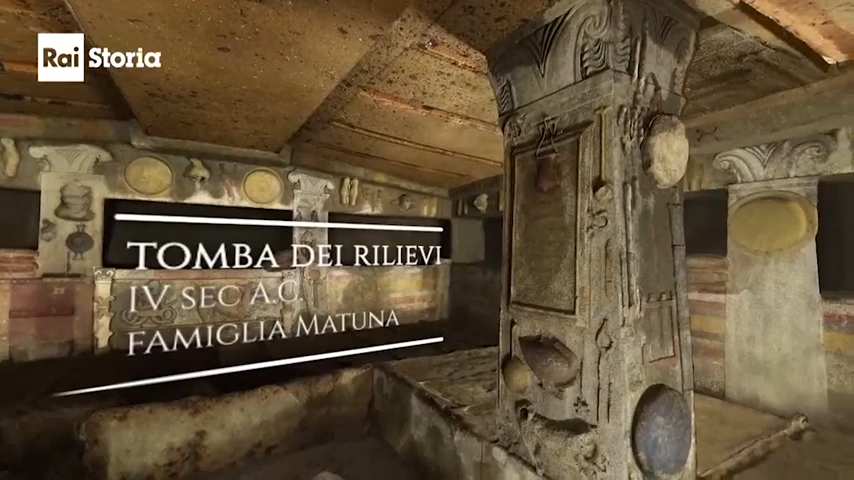 Rai Storia
TOMBA DEI RILIEVI
IV SEC A.C.
FAMIGLIA MATUNA